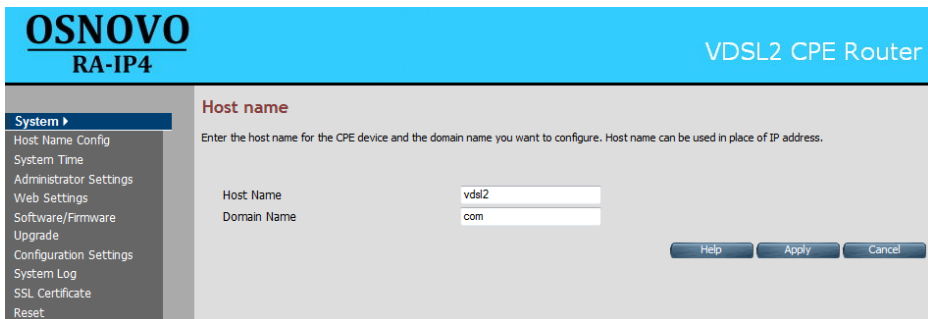 OSNOVO
RA-IP4
VDSL2 CPE Router
System
Host Name Config
System Time
Administrator Settings
Web Settings
Software/Firmware
Upgrade
Configuration Settings
System Log
SSL Certificate
Reset
Host name
Enter the host name for the CPE device and the domain name you want to configure. Host name can be used in place of IP address.
Host Name vdsl2
Domain Name com
Help Apply Cancel